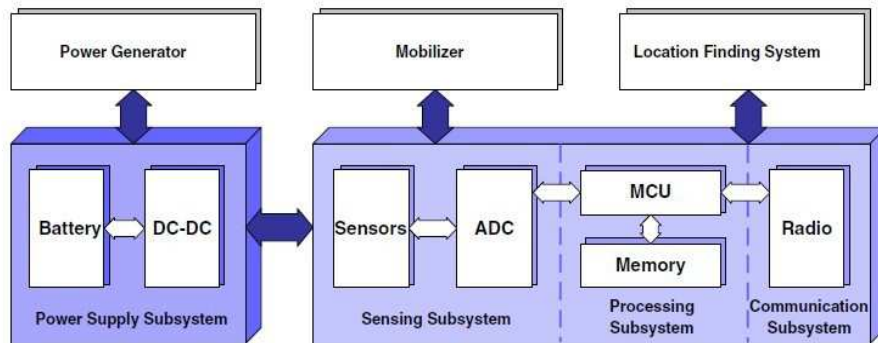 Power Generator
Mobilizer
Location Finding System
Battery
DC-DC
Sensors
ADC
MCU
Memory
Radio
Power Supply Subsystem
Sensing Subsystem
Processing
Subsystem
Communication
Subsystem